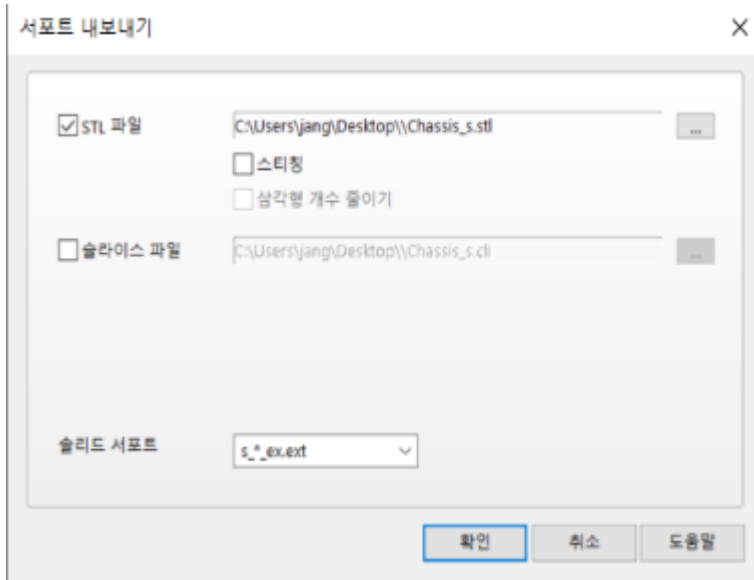 서포트 내보내기
STL 파일 C:\Users\jang\Desktop\\Chassis_s.stl ...
스티칭
삼각형 개수 줄이기
슬라이스 파일 C:\Users\jang\Desktop\\Chassis_s.cli ...
솔리드 서포트 s_*_ex.ext
확인 취소 도움말